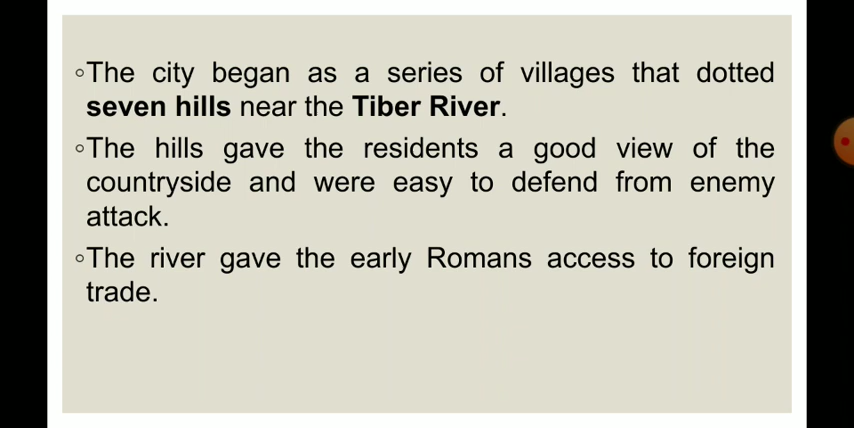 ◦The city began as a series of villages that dotted
seven hills near the Tiber River.
◦The hills gave the residents a good view of the
countryside and were easy to defend from enemy
attack.
◦The river gave the early Romans access to foreign
trade.